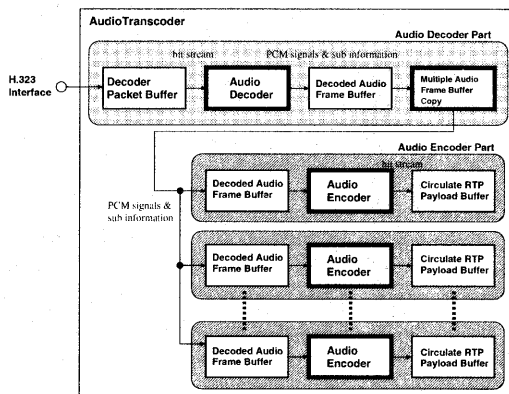 AudioTranscoder
Audio Decoder Part
bit stream
PCM signals & sub information
H.323
Interface
Decoder
Packet Buffer
Audio
Decoder
Decoded Audio
Frame Buffer
Multiple Audio
Frame Buffer
Copy
Audio Encoder Part
bit stream
PCM signals &
sub information
Decoded Audio
Frame Buffer
Audio
Encoder
Circulate RTP
Payload Buffer
Decoded Audio
Frame Buffer
Audio
Encoder
Circulate RTP
Payload Buffer
Decoded Audio
Frame Buffer
Audio
Encoder
Circulate RTP
Payload Buffer